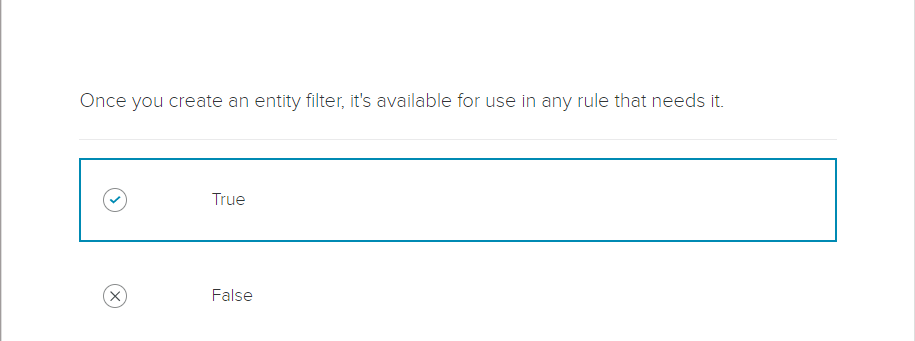 Once you create an entity filter, it's available for use in any rule that needs it.
True
False